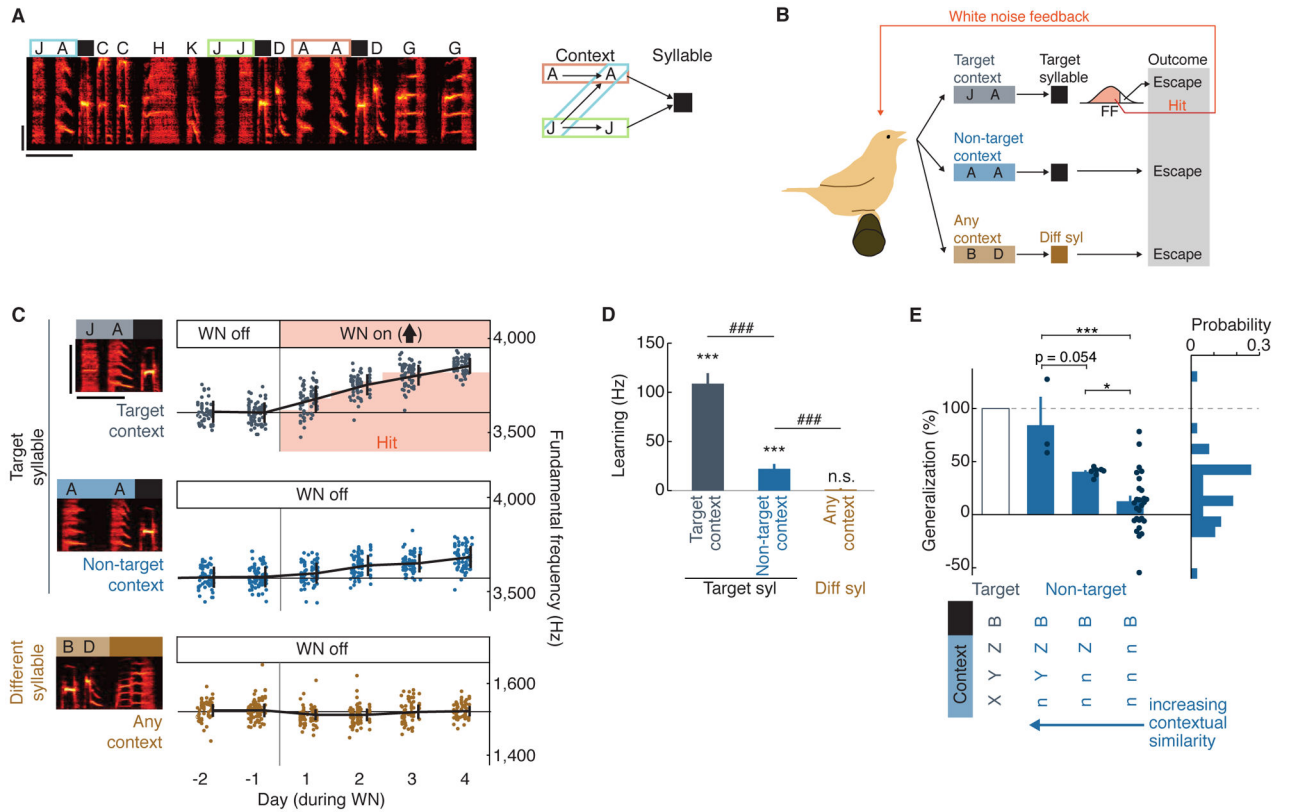 A
J A C C H K J J D A A D G G
Context
Syllable
A A
J J
B
White noise feedback
Target
context
Target
syllable
Outcome
J A
Escape
Hit
FF
Non-target
context
A A
Escape
Any
context
Diff syl
B D
Escape
C
Target
syllable
J A
Target
context
WN off
WN on ( )
4,000
3,500
Hit
A A
Non-target
context
WN off
4,000
3,500
Different
syllable
B D
Any
context
WN off
1,600
1,400
Fundamental frequency
(Hz)
-2 -1 1 2 3 4
Day (during WN)
D
###
***
###
***
n.s.
150
100
50
0
Learning (Hz)
Target
context
Non-target
context
Any
context
Target syl
Diff syl
E
***
p = 0.054
*
Probability
0 0.3
100
50
0
-50
Generalization (%)
Target
Non-target
B B B B
Z Z Z n
Y Y n n
X n n n
Context
increasing
contextual
similarity